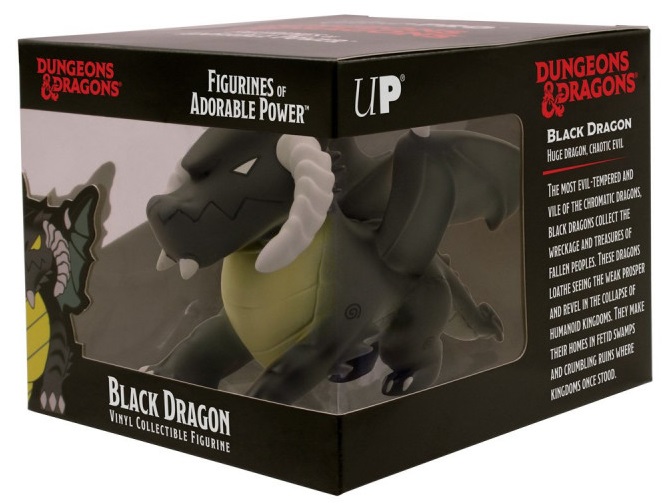 DUNGEONS
& DRAGONS®
FIGURINES OF
ADORABLE POWER™
BLACK DRAGON
VINYL COLLECTIBLE FIGURINE
UP®
DUNGEONS
& DRAGONS®
BLACK DRAGON
HUGE DRAGON, CHAOTIC EVIL
THE MOST EVIL-TEMPERED AND
VILE OF THE CHROMATIC DRAGONS,
BLACK DRAGONS COLLECT THE
WRECKAGE AND TREASURES OF
FALLEN PEOPLES. THESE DRAGONS
LOATHE SEEING THE WEAK PROSPER
AND REVEL IN THE COLLAPSE OF
HUMANOID KINGDOMS. THEY MAKE
THEIR HOMES IN FETID SWAMPS
AND CRUMBLING RUINS WHERE
KINGDOMS ONCE STOOD.